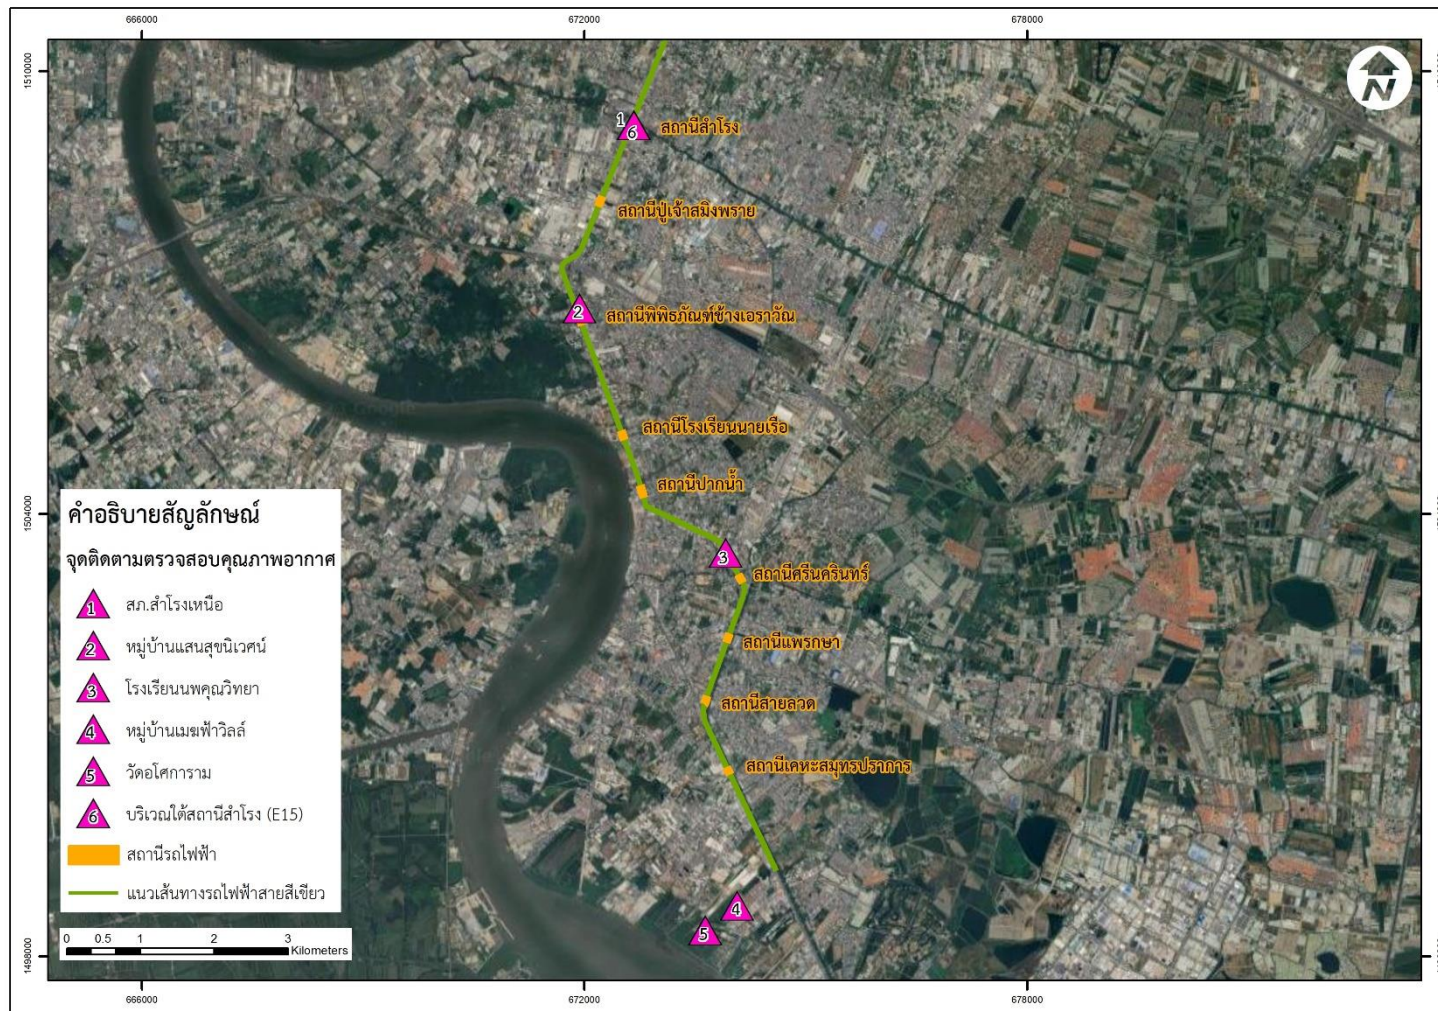 666000
672000
678000
1510000
N
1
6
สถานีสำโรง
สถานีปู่เจ้าสมิงพราย
2
สถานีพิพิธภัณฑ์ช้างเอราวัณ
สถานีโรงเรียนนายเรือ
สถานีปากน้ำ
1504000
3
สถานีศรีนครินทร์
สถานีแพรกษา
สถานีสายลวด
สถานีเคหะสมุทรปราการ
4
5
คำอธิบายสัญลักษณ์
จุดติดตามตรวจสอบคุณภาพอากาศ
1 สภ.สำโรงเหนือ
2 หมู่บ้านแสนสุขนิเวศน์
3 โรงเรียนนพคุณวิทยา
4 หมู่บ้านเมฆฟ้าวิลล์
5 วัดอโศการาม
6 บริเวณใต้สถานีสำโรง (E15)
สถานีรถไฟฟ้า
แนวเส้นทางรถไฟฟ้าสายสีเขียว
0 0.5 1 2 3
Kilometers
1498000
666000
672000
678000